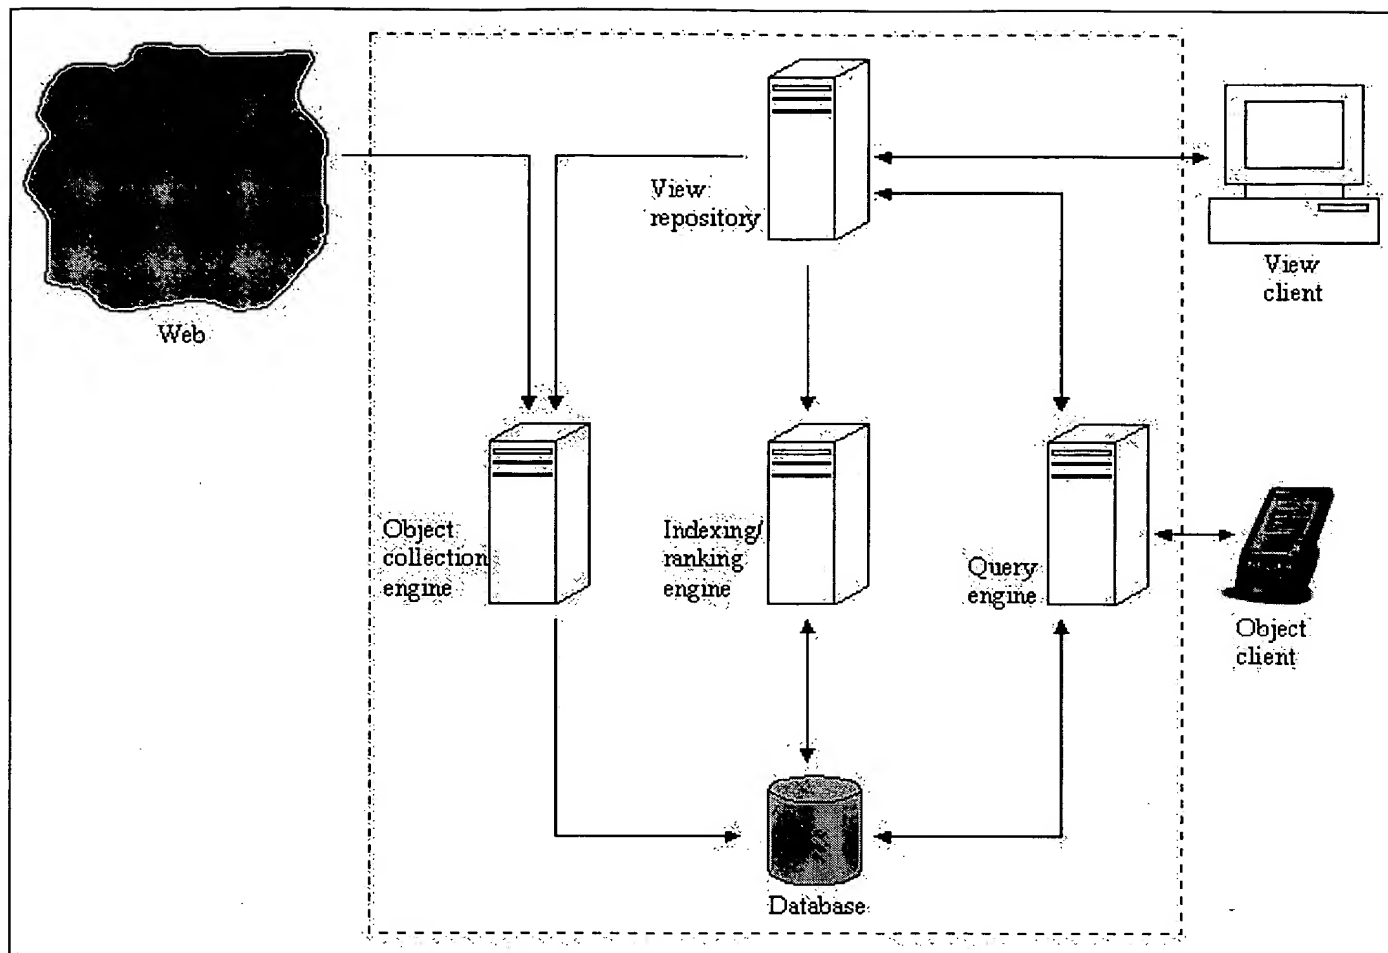 View
repository
View
client
Web
Object
collection
engine
Indexing/
ranking
engine
Query
engine
Object
client
Database